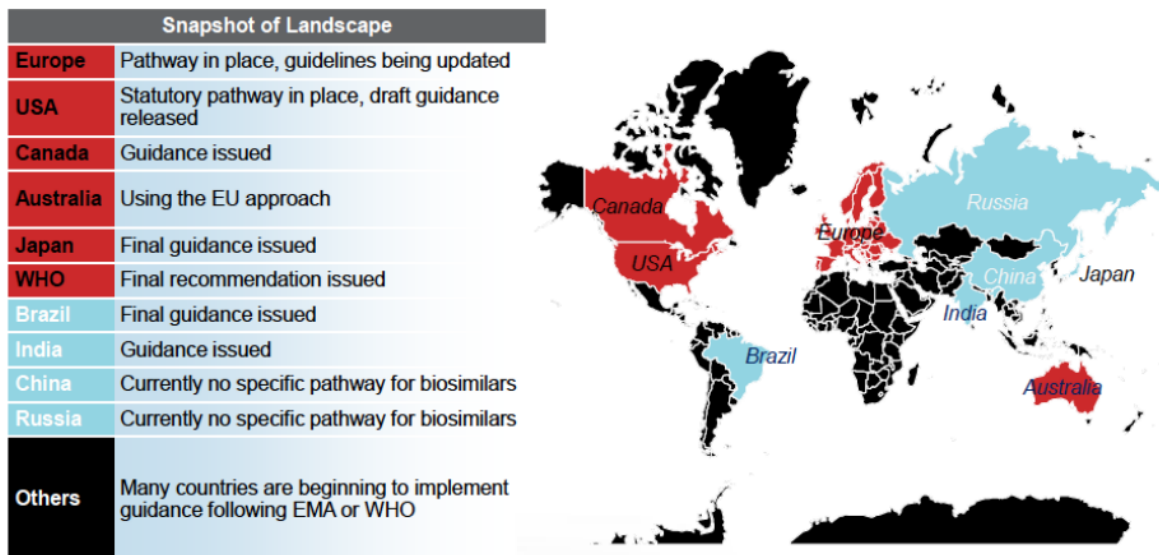 Snapshot of Landscape
Europe Pathway in place, guidelines being updated
USA Statutory pathway in place, draft guidance
released
Canada Guidance issued
Australia Using the EU approach
Japan Final guidance issued
WHO Final recommendation issued
Brazil Final guidance issued
India Guidance issued
China Currently no specific pathway for biosimilars
Russia Currently no specific pathway for biosimilars
Others Many countries are beginning to implement
guidance following EMA or WHO
Canada
Russia
Europe
USA
China
Japan
India
Brazil
Australia